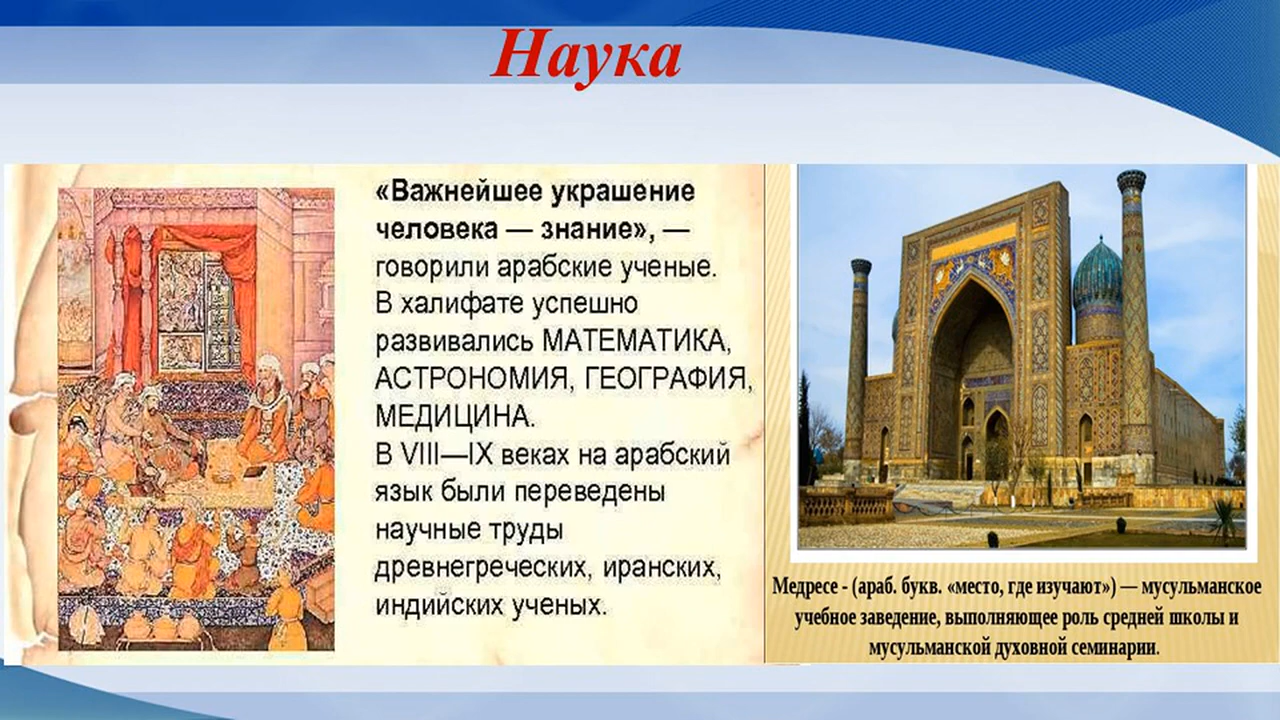 Наука
«Важнейшее украшение
человека — знание», —
говорили арабские ученые.
В халифате успешно
развивались МАТЕМАТИКА,
АСТРОНОМИЯ, ГЕОГРАФИЯ,
МЕДИЦИНА.
В VIII—IX веках на арабский
язык были переведены
научные труды
древнегреческих, иранских,
индийских ученых.
Медресе - (араб. букв. «место, где изучают») — мусульманское
учебное заведение, выполняющее роль средней школы и
мусульманской духовной семинарии.